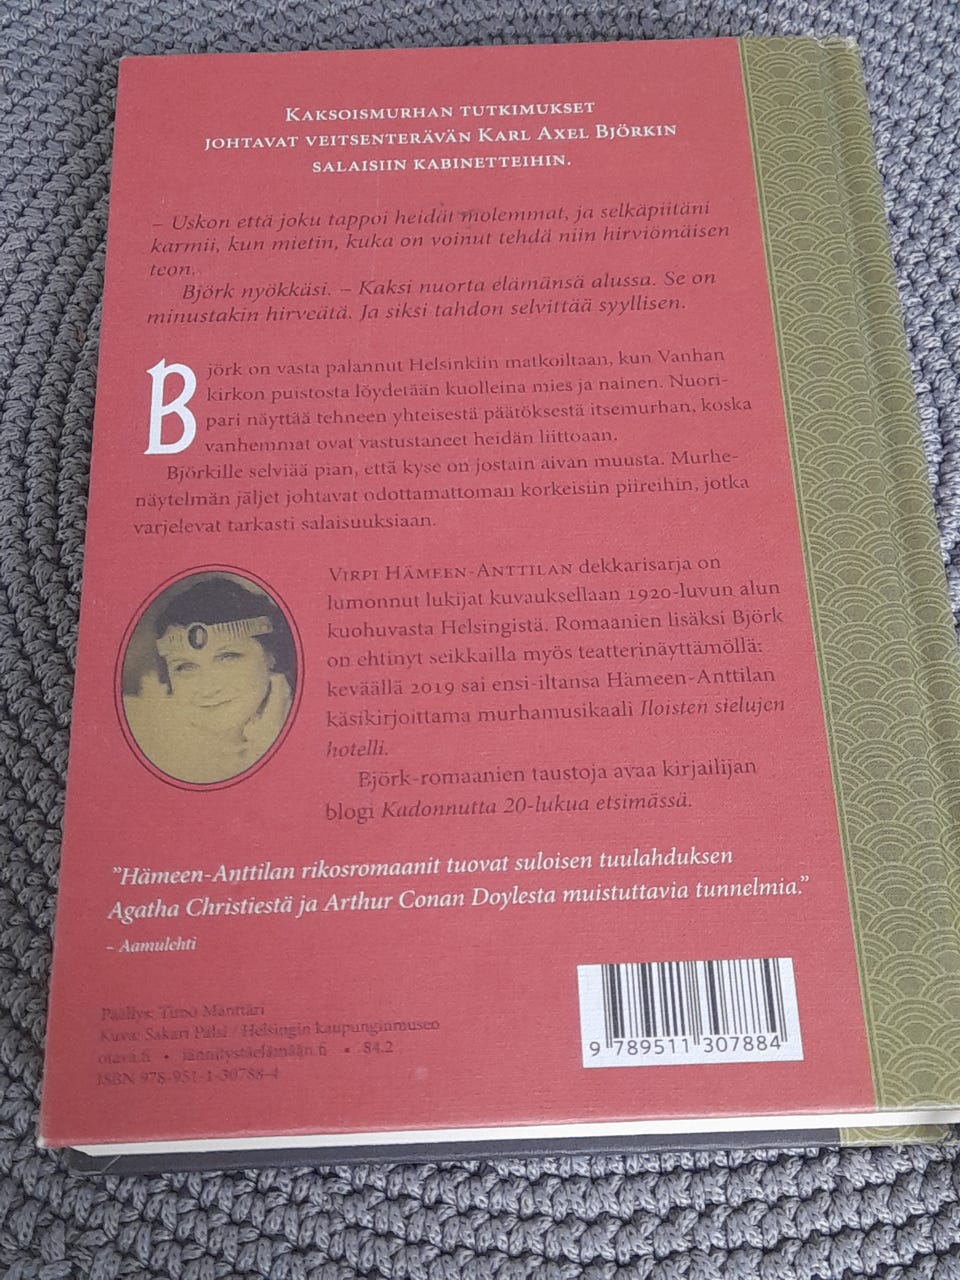 Kaksoismurhan tutkimukset
johtavat veitsenterävän Karl Axel Björkin
salaisiin kabinetteihin.
– Uskon että joku tappoi heidät molemmat, ja selkäpiitäni
karmii, kun mietin, kuka on voinut tehdä niin hirviömäisen
teon.
Björk nyökkäsi. – Kaksi nuorta elämänsä alussa. Se on
minustakin hirveätä. Ja siksi tahdon selvittää syyllisen.
Björk on vasta palannut Helsinkiin matkoiltaan, kun Vanhan
kirkon puistosta löydetään kuolleina mies ja nainen. Nuori-
pari näyttää tehneen yhteisestä päätöksestä itsemurhan, koska
vanhemmat ovat vastustaneet heidän liittoaan.
Björkille selviää pian, että kyse on jostain aivan muusta. Murhe-
näytelmän jäljet johtavat odottamattoman korkeisiin piireihin, jotka
varjelevat tarkasti salaisuuksiaan.
Virpi Hämeen-Anttilan dekkarisarja on
lumonnut lukijat kuvauksellaan 1920-luvun alun
kuohuvasta Helsingistä. Romaanien lisäksi Björk
on ehtinyt seikkailla myös teatterinäyttämöllä:
keväällä 2019 sai ensi-iltansa Hämeen-Anttilan
käsikirjoittama murhamusikaali Iloisten sielujen
hotelli.
Björk-romaanien taustoja avaa kirjailijan
blogi Kadonnutta 20-lukua etsimässä.
”Hämeen-Anttilan rikosromaanit tuovat suloisen tuulahduksen
Agatha Christiestä ja Arthur Conan Doylesta muistuttavia tunnelmia.”
– Aamulehti
Päällys: Timo Mänttäri
Kuva: Sakari Pälsi / Helsingin kaupunginmuseo
otava.fi • jännitystäelämään.fi • 84.2
ISBN 978-951-1-30788-4
9 789511 307884